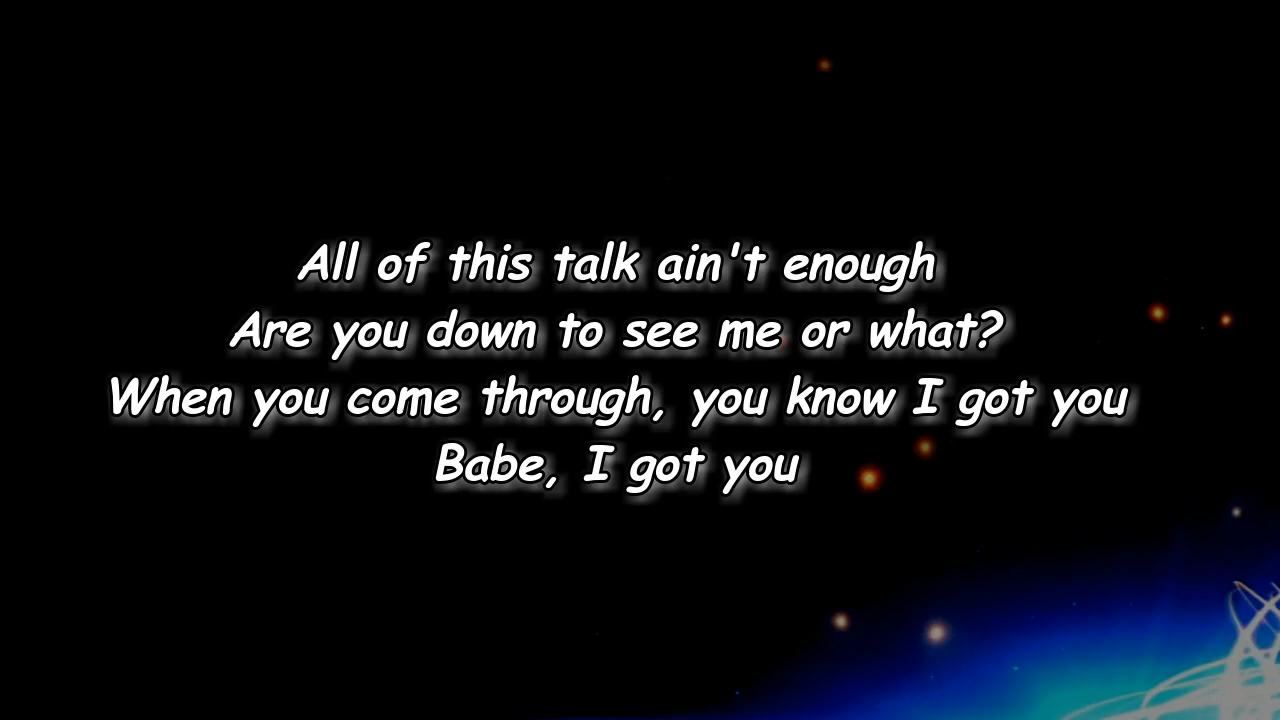 All of this talk ain't enough
Are you down to see me or what?
When you come through, you know I got you
Babe, I got you